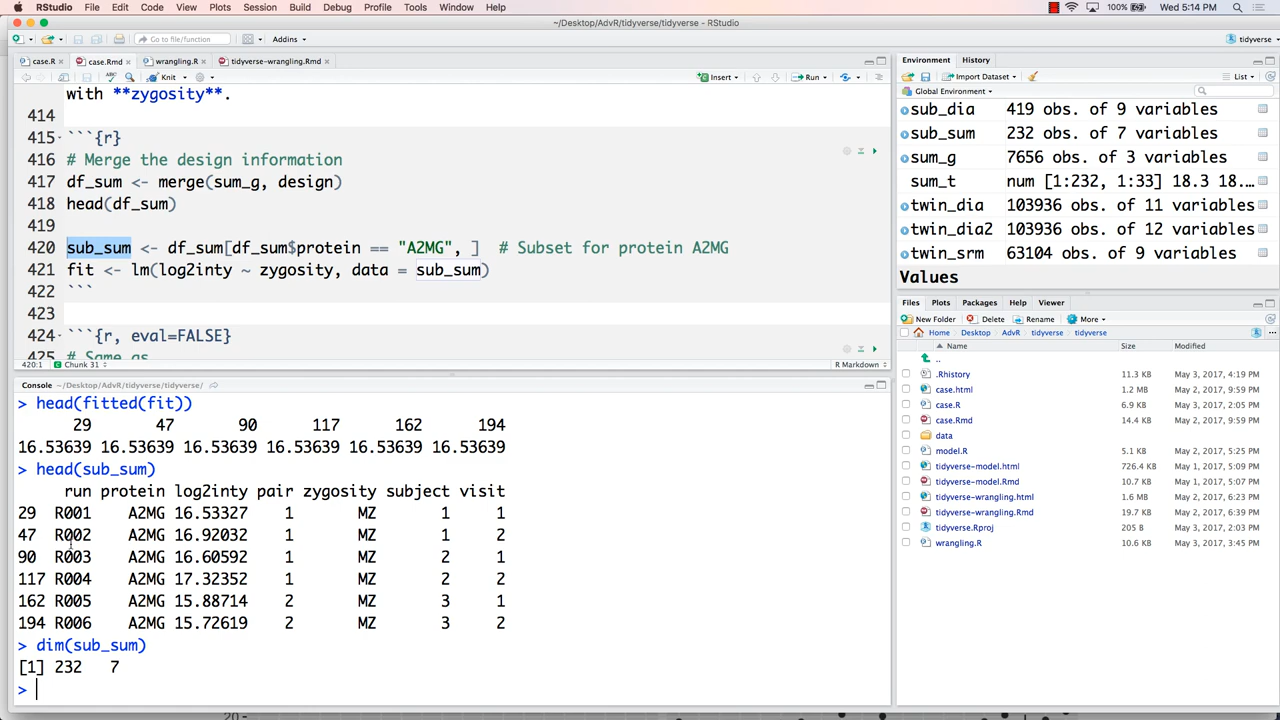 RStudio File Edit Code View Plots Session Build Debug Profile Tools Window Help 100% Wed 5:14 PM
~/Desktop/AdvR/tidyverse/tidyverse - RStudio
Go to file/function Addins tidyverse
case.R case.Rmd wrangling.R tidyverse-wrangling.Rmd
Knit Insert Run
with **zygosity**.
414
415 ```{r}
416 # Merge the design information
417 df_sum <- merge(sum_g, design)
418 head(df_sum)
419
420 sub_sum <- df_sum[df_sum$protein == "A2MG", ] # Subset for protein A2MG
421 fit <- lm(log2inty ~ zygosity, data = sub_sum)
422 ```
423
424 ```{r, eval=FALSE}
425 # Same as
420:1 Chunk 31 R Markdown
Console ~/Desktop/AdvR/tidyverse/tidyverse/
> head(fitted(fit))
29 47 90 117 162 194
16.53639 16.53639 16.53639 16.53639 16.53639 16.53639
> head(sub_sum)
run protein log2inty pair zygosity subject visit
29 R001 A2MG 16.53327 1 MZ 1 1
47 R002 A2MG 16.92032 1 MZ 1 2
90 R003 A2MG 16.60592 1 MZ 2 1
117 R004 A2MG 17.32352 1 MZ 2 2
162 R005 A2MG 15.88714 2 MZ 3 1
194 R006 A2MG 15.72619 2 MZ 3 2
> dim(sub_sum)
[1] 232 7
>
20
Environment History
Import Dataset List
Global Environment
sub_dia 419 obs. of 9 variables
sub_sum 232 obs. of 7 variables
sum_g 7656 obs. of 3 variables
sum_t num [1:232, 1:33] 18.3 18.…
twin_dia 103936 obs. of 11 variables
twin_dia2 103936 obs. of 9 variables
twin_srm 63104 obs. of 9 variables
Values
Files Plots Packages Help Viewer
New Folder Delete Rename More
Home Desktop AdvR tidyverse tidyverse
Name Size Modified
..
.Rhistory 11.3 KB May 3, 2017, 4:19 PM
case.html 1.2 MB May 2, 2017, 9:59 PM
case.R 6.9 KB May 3, 2017, 2:05 PM
case.Rmd 14.4 KB May 2, 2017, 9:59 PM
data
model.R 5.1 KB May 2, 2017, 5:25 PM
tidyverse-model.html 726.4 KB May 1, 2017, 5:09 PM
tidyverse-model.Rmd 10.7 KB May 1, 2017, 5:07 PM
tidyverse-wrangling.html 1.6 MB May 2, 2017, 6:23 PM
tidyverse-wrangling.Rmd 17.9 KB May 2, 2017, 6:39 PM
tidyverse.Rproj 205 B May 3, 2017, 2:03 PM
wrangling.R 10.6 KB May 3, 2017, 3:45 PM